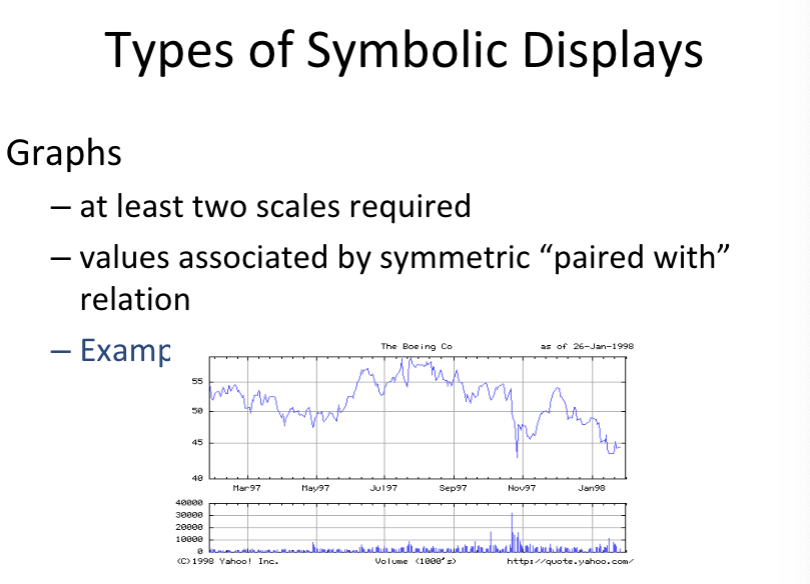 Types of Symbolic Displays
Graphs
– at least two scales required
– values associated by symmetric “paired with”
relation
– Examp
The Boeing Co as of 26-Jan-1998
55
50
45
40
Mar97 May97 Jul97 Sep97 Nov97 Jan98
40000
30000
20000
10000
0
(C)1998 Yahoo! Inc. Volume (1000's) http://quote.yahoo.com/